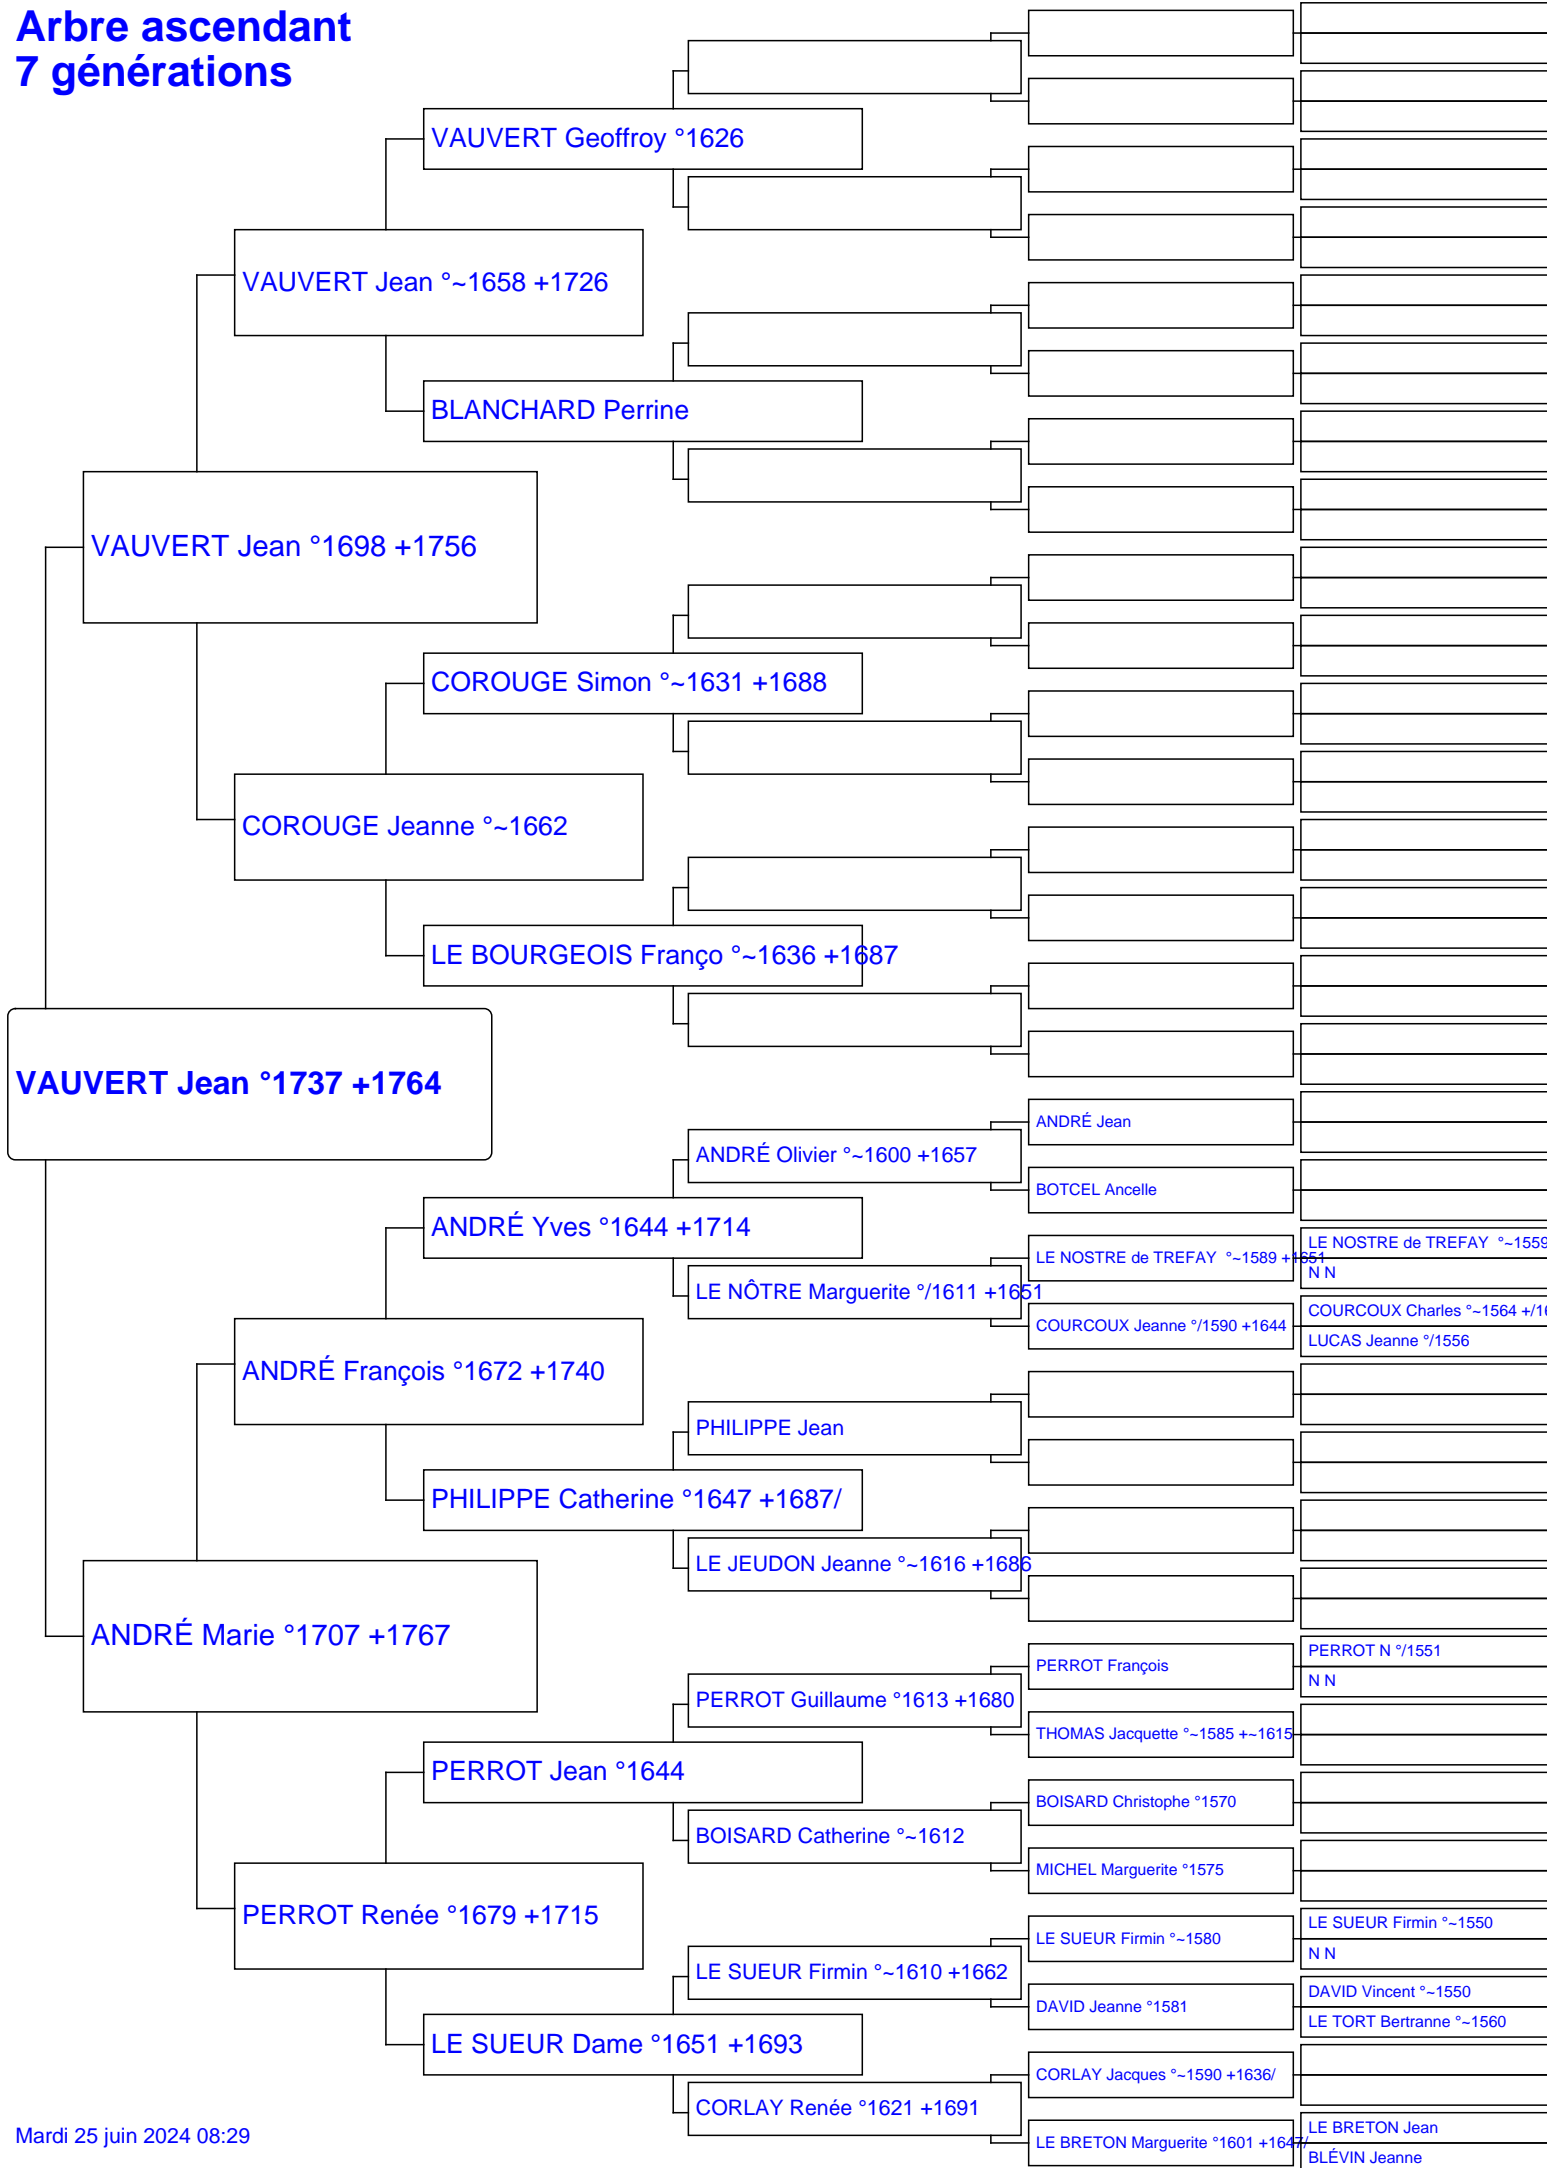 Arbre ascendant
7 générations
VAUVERT Geoffroy °1626
VAUVERT Jean °~1658 +1726
BLANCHARD Perrine
VAUVERT Jean °1698 +1756
COROUGE Simon °~1631 +1688
COROUGE Jeanne °~1662
LE BOURGEOIS Franço °~1636 +1687
VAUVERT Jean °1737 +1764
ANDRÉ Jean
ANDRÉ Olivier °~1600 +1657
BOTCEL Ancelle
ANDRÉ Yves °1644 +1714
LE NOSTRE de TREFAY °~1559
LE NOSTRE de TREFAY °~1589 +1651
N N
LE NÔTRE Marguerite °/1611 +1651
COURCOUX Charles °~1564 +/16
COURCOUX Jeanne °/1590 +1644
LUCAS Jeanne °/1556
ANDRÉ François °1672 +1740
PHILIPPE Jean
PHILIPPE Catherine °1647 +1687/
LE JEUDON Jeanne °~1616 +1686
ANDRÉ Marie °1707 +1767
PERROT N °/1551
PERROT François
N N
PERROT Guillaume °1613 +1680
THOMAS Jacquette °~1585 +~1615
PERROT Jean °1644
BOISARD Christophe °1570
BOISARD Catherine °~1612
MICHEL Marguerite °1575
PERROT Renée °1679 +1715
LE SUEUR Firmin °~1550
LE SUEUR Firmin °~1580
N N
LE SUEUR Firmin °~1610 +1662
DAVID Vincent °~1550
DAVID Jeanne °1581
LE TORT Bertranne °~1560
LE SUEUR Dame °1651 +1693
CORLAY Jacques °~1590 +1636/
CORLAY Renée °1621 +1691
LE BRETON Jean
LE BRETON Marguerite °1601 +1647/
BLÉVIN Jeanne
Mardi 25 juin 2024 08:29